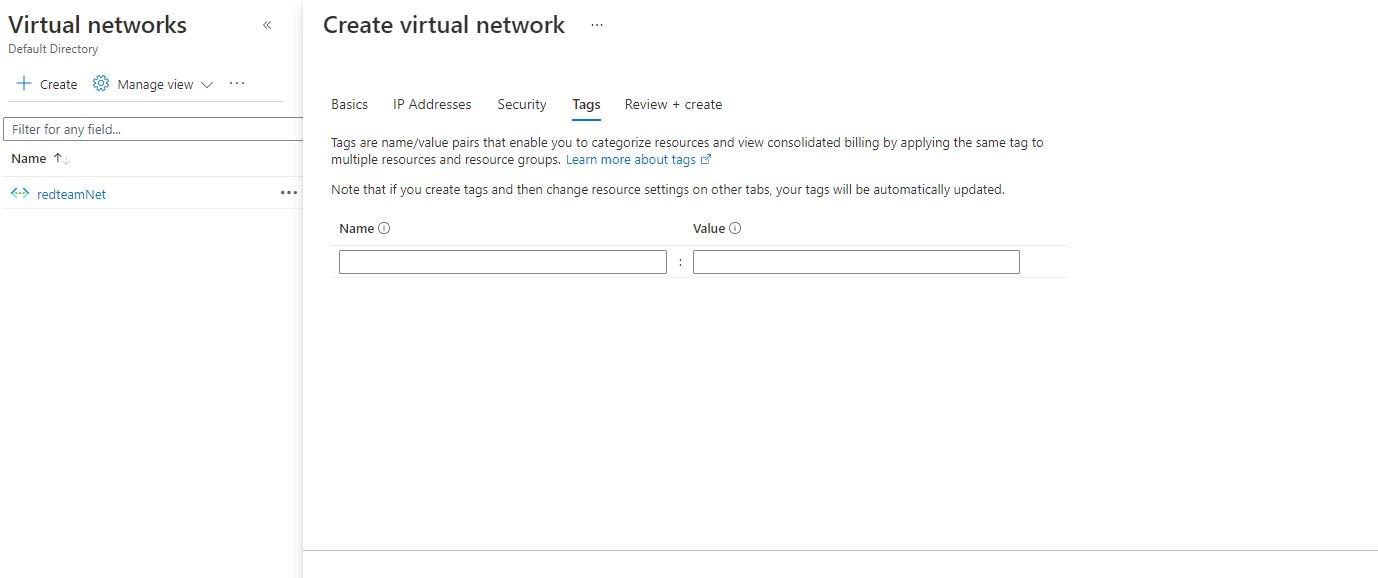 Virtual networks
«
Default Directory
Create
Manage view
...
Filter for any field...
Name
redteamNet
...
Create virtual network
...
Basics
IP Addresses
Security
Tags
Review + create
Tags are name/value pairs that enable you to categorize resources and view consolidated billing by applying the same tag to
multiple resources and resource groups. Learn more about tags
Note that if you create tags and then change resource settings on other tabs, your tags will be automatically updated.
Name
Value
: